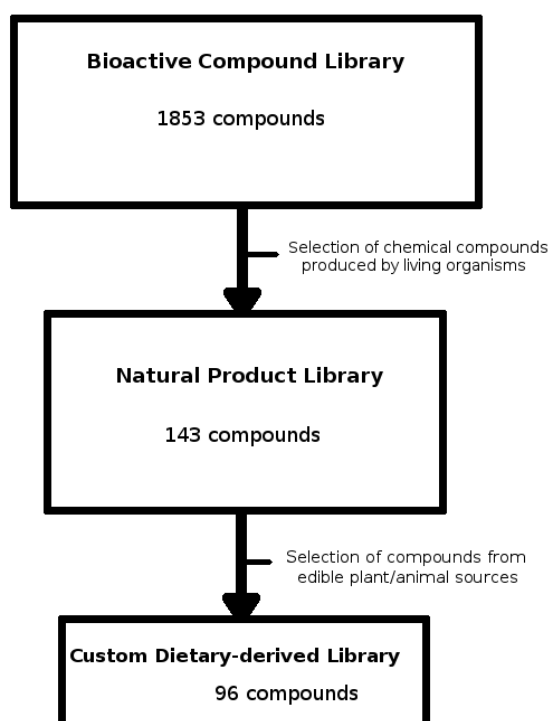 Bioactive Compound Library
1853 compounds
Selection of chemical compounds
produced by living organisms
Natural Product Library
143 compounds
Selection of compounds from
edible plant/animal sources
Custom Dietary-derived Library
96 compounds